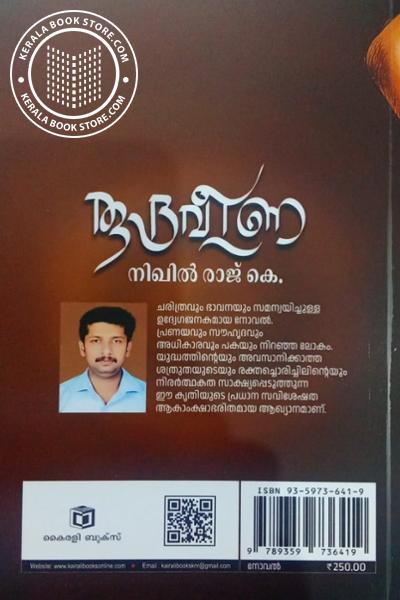 KERALA BOOK STORE.COM
KERALA BOOK STORE.COM
രുദ്രവീണ
നിഖിൽ രാജ് കെ.
ചരിത്രവും ഭാവനയും സമന്വയിച്ചുള്ള
ഉദ്വേഗജനകമായ നോവൽ.
പ്രണയവും സൗഹൃദവും
അധികാരവും പകയും നിറഞ്ഞ ലോകം.
യുദ്ധത്തിന്റെയും അവസാനിക്കാത്ത
ശത്രുതയുടെയും രക്തച്ചൊരിച്ചിലിന്റെയും
നിരർത്ഥകത സാക്ഷ്യപ്പെടുത്തുന്ന
ഈ കൃതിയുടെ പ്രധാന സവിശേഷത
ആകാംക്ഷാഭരിതമായ ആഖ്യാനമാണ്.
കൈരളി ബുക്സ്
Website: www.kairalibooksonline.com Email : kairalibooksknr@gmail.com
ISBN 93-5973-641-9
9 789359 736419
നോവൽ ₹250.00